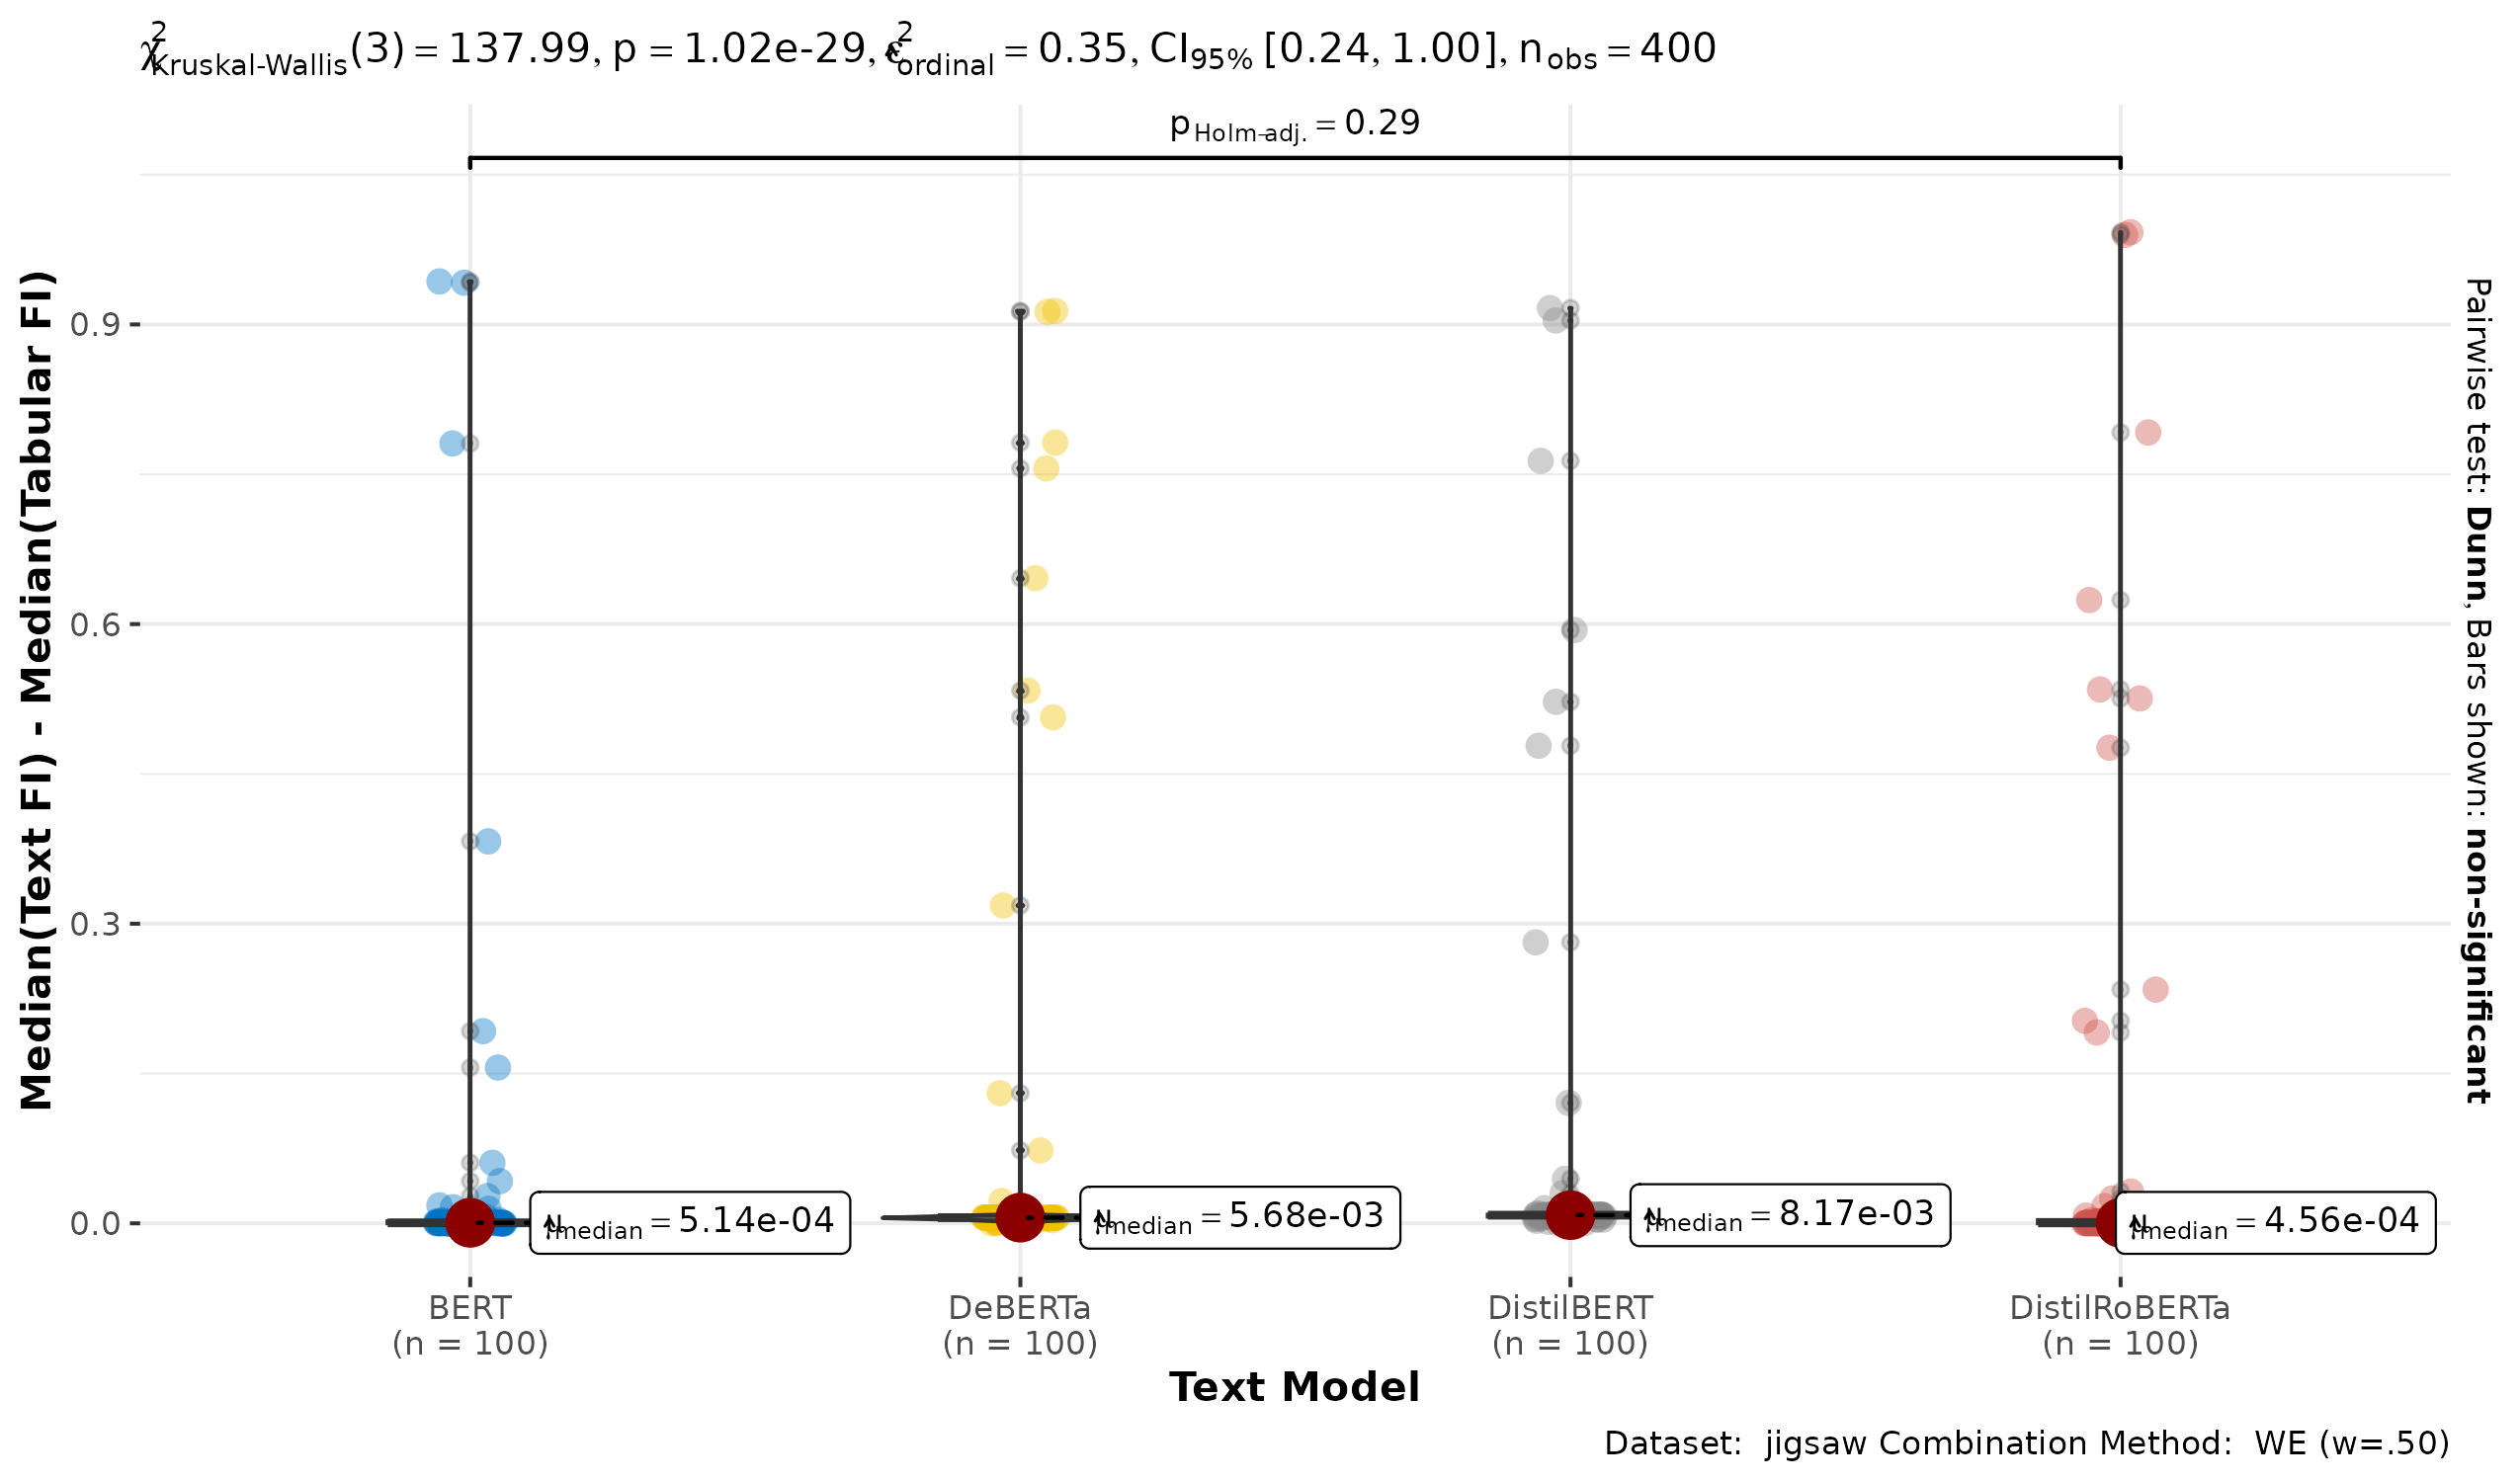 χ²Kruskal-Wallis(3) = 137.99, p = 1.02e-29, ε²ordinal = 0.35, CI95% [0.24, 1.00], nobs = 400
pHolm-adj. = 0.29
Median(Text FI) - Median(Tabular FI)
0.9
0.6
0.3
0.0
Pairwise test: Dunn, Bars shown: non-significant
μ̂median = 5.14e-04
μ̂median = 5.68e-03
μ̂median = 8.17e-03
μ̂median = 4.56e-04
BERT
(n = 100)
DeBERTa
(n = 100)
DistilBERT
(n = 100)
DistilRoBERTa
(n = 100)
Text Model
Dataset: jigsaw Combination Method: WE (w=.50)